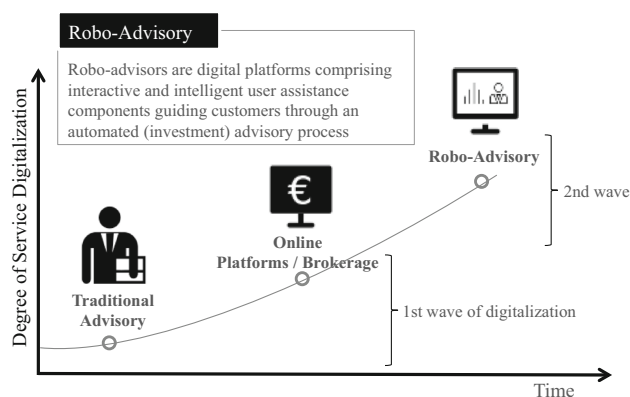 Robo-Advisory
Robo-advisors are digital platforms comprising
interactive and intelligent user assistance
components guiding customers through an
automated (investment) advisory process
Degree of Service Digitalization
Robo-Advisory
2nd wave
€
Online
Platforms / Brokerage
1st wave of digitalization
Traditional
Advisory
Time